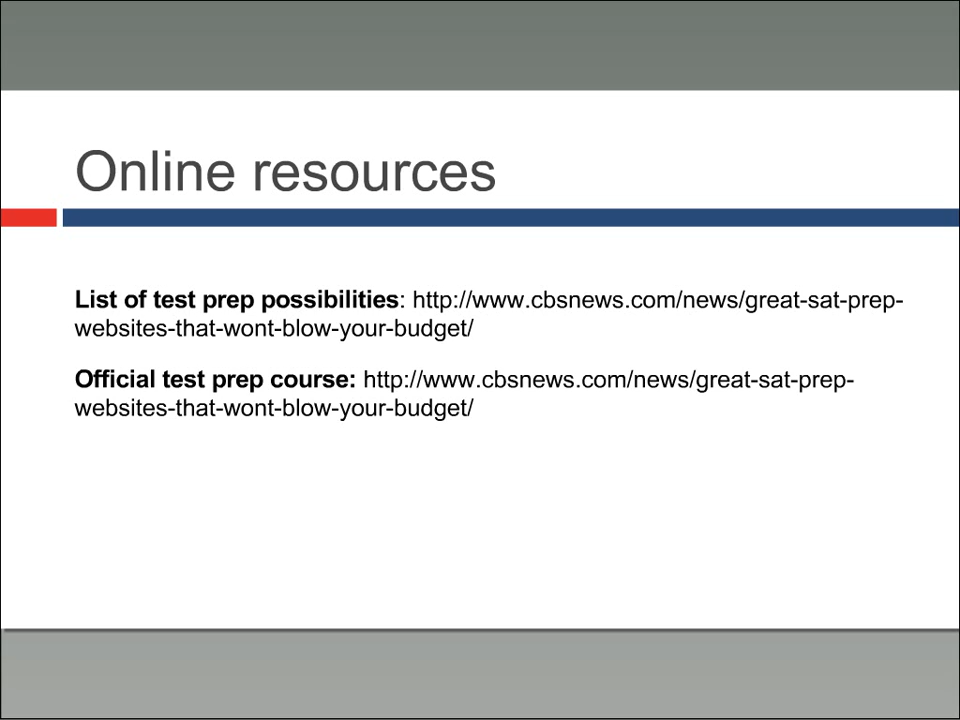 Online resources
List of test prep possibilities: http://www.cbsnews.com/news/great-sat-prep-
websites-that-wont-blow-your-budget/
Official test prep course: http://www.cbsnews.com/news/great-sat-prep-
websites-that-wont-blow-your-budget/